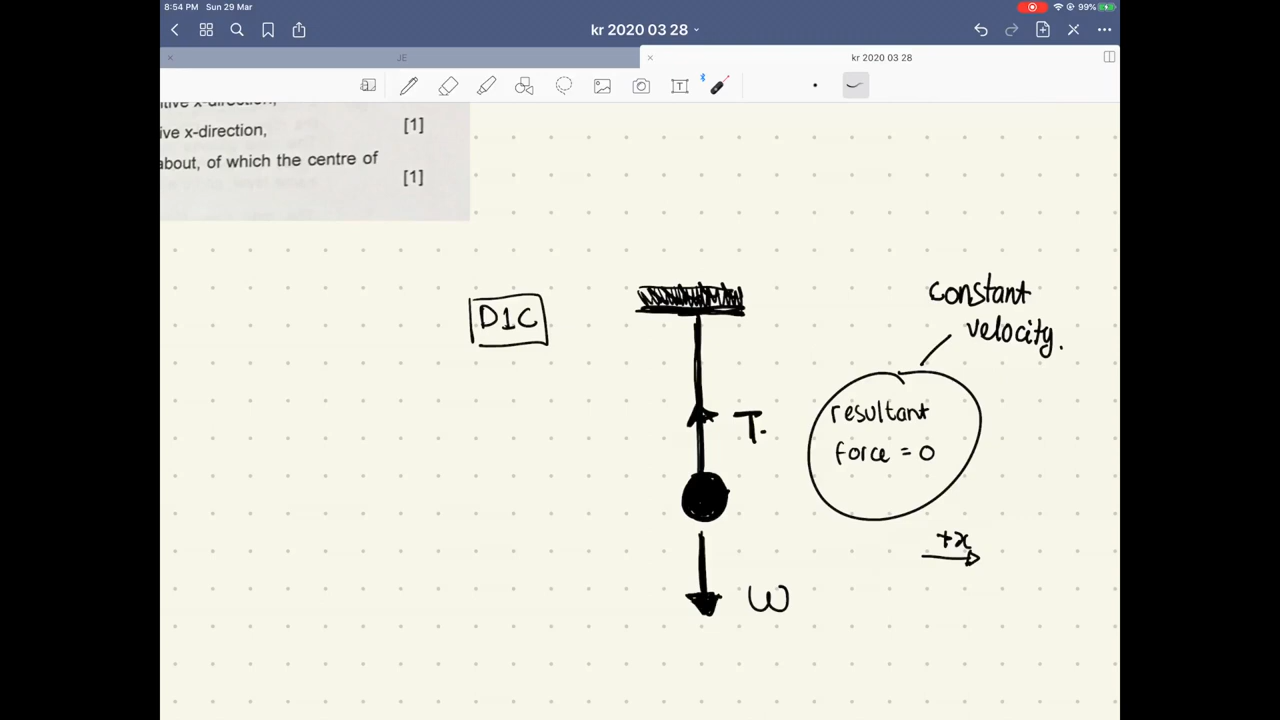 8:54 PM Sun 29 Mar
99%
kr 2020 03 28
JE
kr 2020 03 28
T
ive x-direction,
[1]
about, of which the centre of
[1]
D1C
constant
velocity.
T.
resultant
force = 0
+x
W